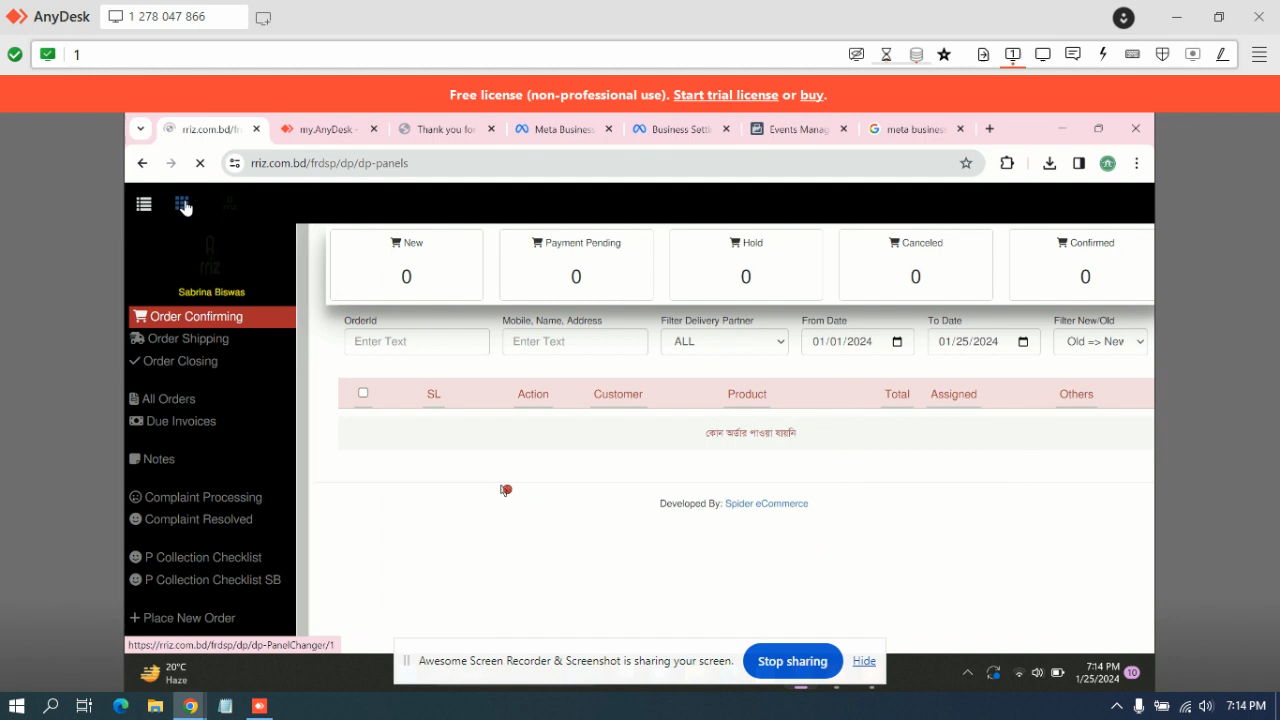 AnyDesk 1 278 047 866
1
Free license (non-professional use). Start trial license or buy.
rriz.com.bd/fr my.AnyDesk - Thank you for Meta Business Business Setti Events Manag meta business
rriz.com.bd/frdsp/dp/dp-panels
rriz
Sabrina Biswas
Order Confirming
Order Shipping
Order Closing
All Orders
Due Invoices
Notes
Complaint Processing
Complaint Resolved
P Collection Checklist
P Collection Checklist SB
Place New Order
https://rriz.com.bd/frdsp/dp/dp-PanelChanger/1
New Payment Pending Hold Canceled Confirmed
0 0 0 0 0
OrderId Mobile, Name, Address Filter Delivery Partner From Date To Date Filter New/Old
Enter Text Enter Text ALL 01/01/2024 01/25/2024 Old => New
SL Action Customer Product Total Assigned Others
কোন অর্ডার পাওয়া যায়নি
Developed By: Spider eCommerce
Awesome Screen Recorder & Screenshot is sharing your screen. Stop sharing Hide
20°C
Haze
7:14 PM
1/25/2024
10
7:14 PM